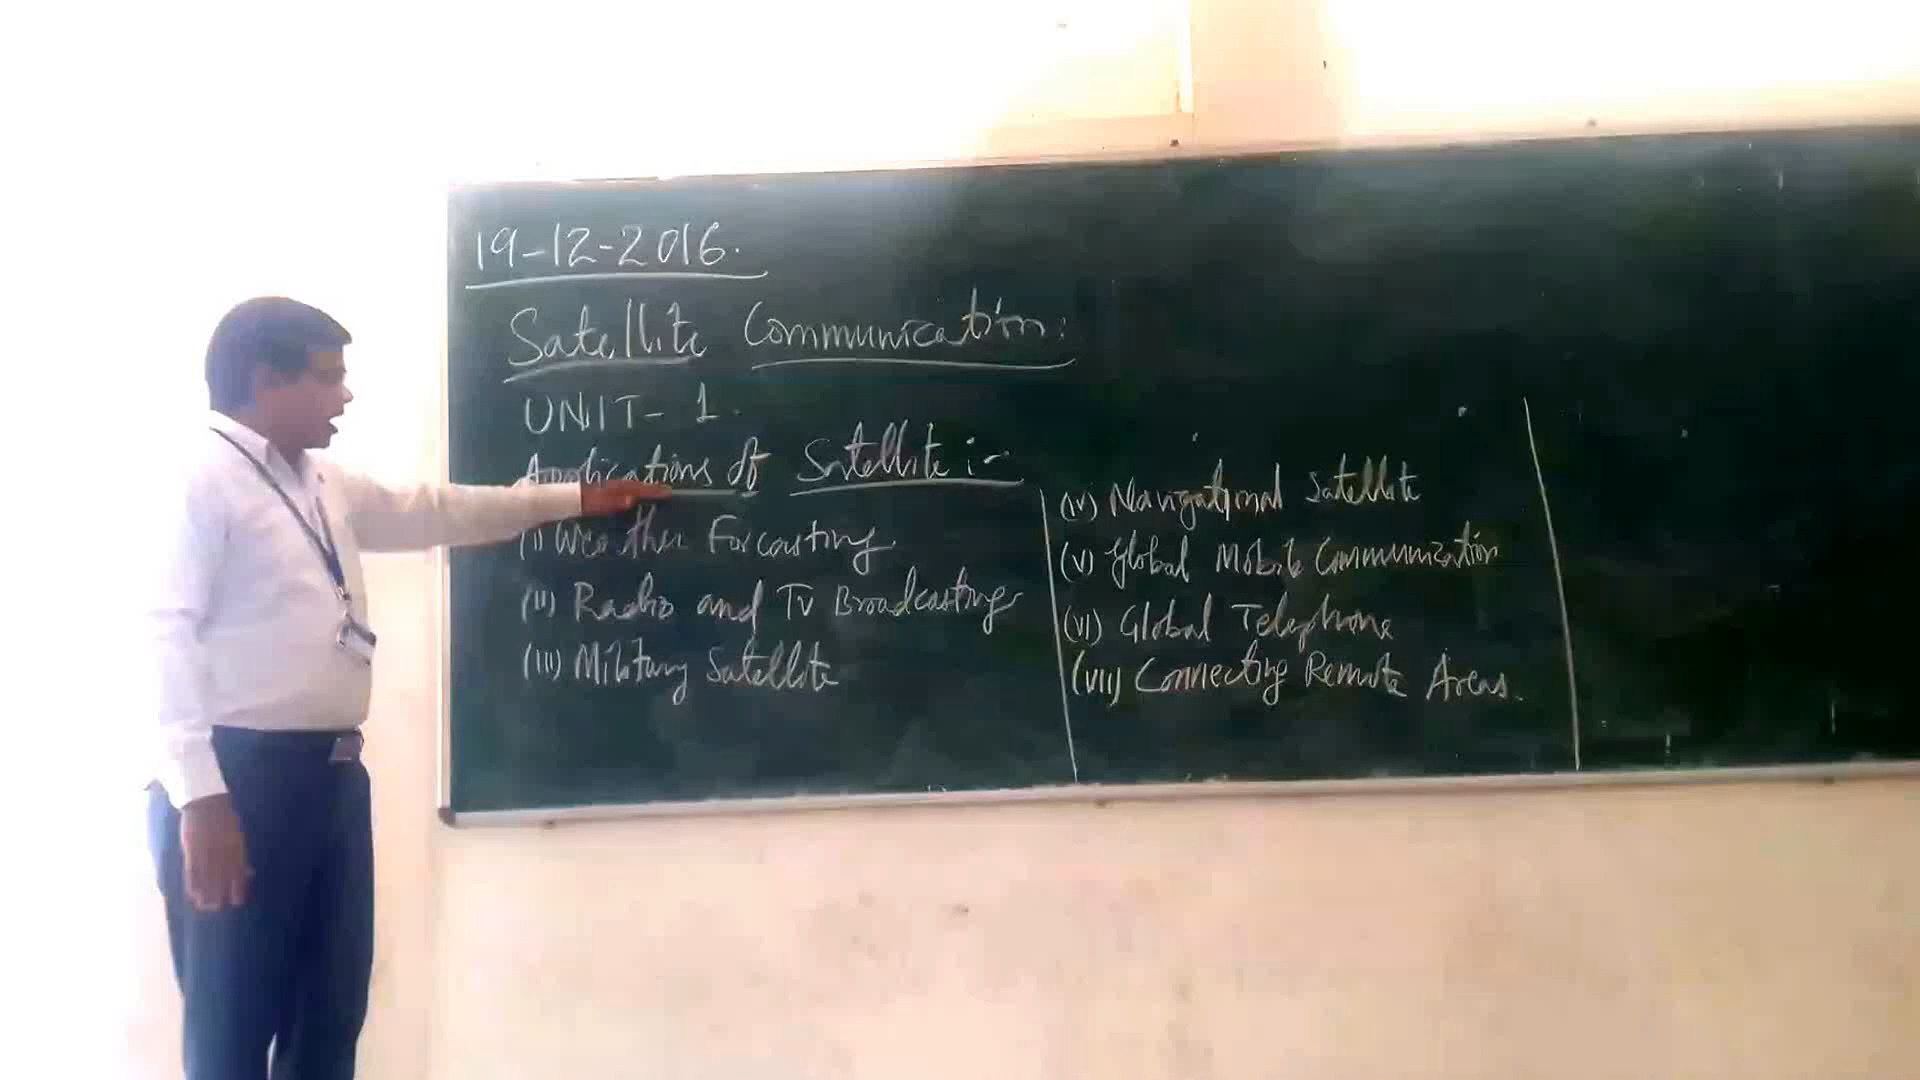 19-12-2016.
Satellite Communication:
UNIT- 1.
Applications of Satellite:-
(i) Weather Forcasting
(ii) Radio and TV Broadcasting
(iii) Military Satellite
(iv) Navigational Satellite
(v) Global Mobile Communication
(vi) Global Telephone
(vii) Connecting Remote Areas.